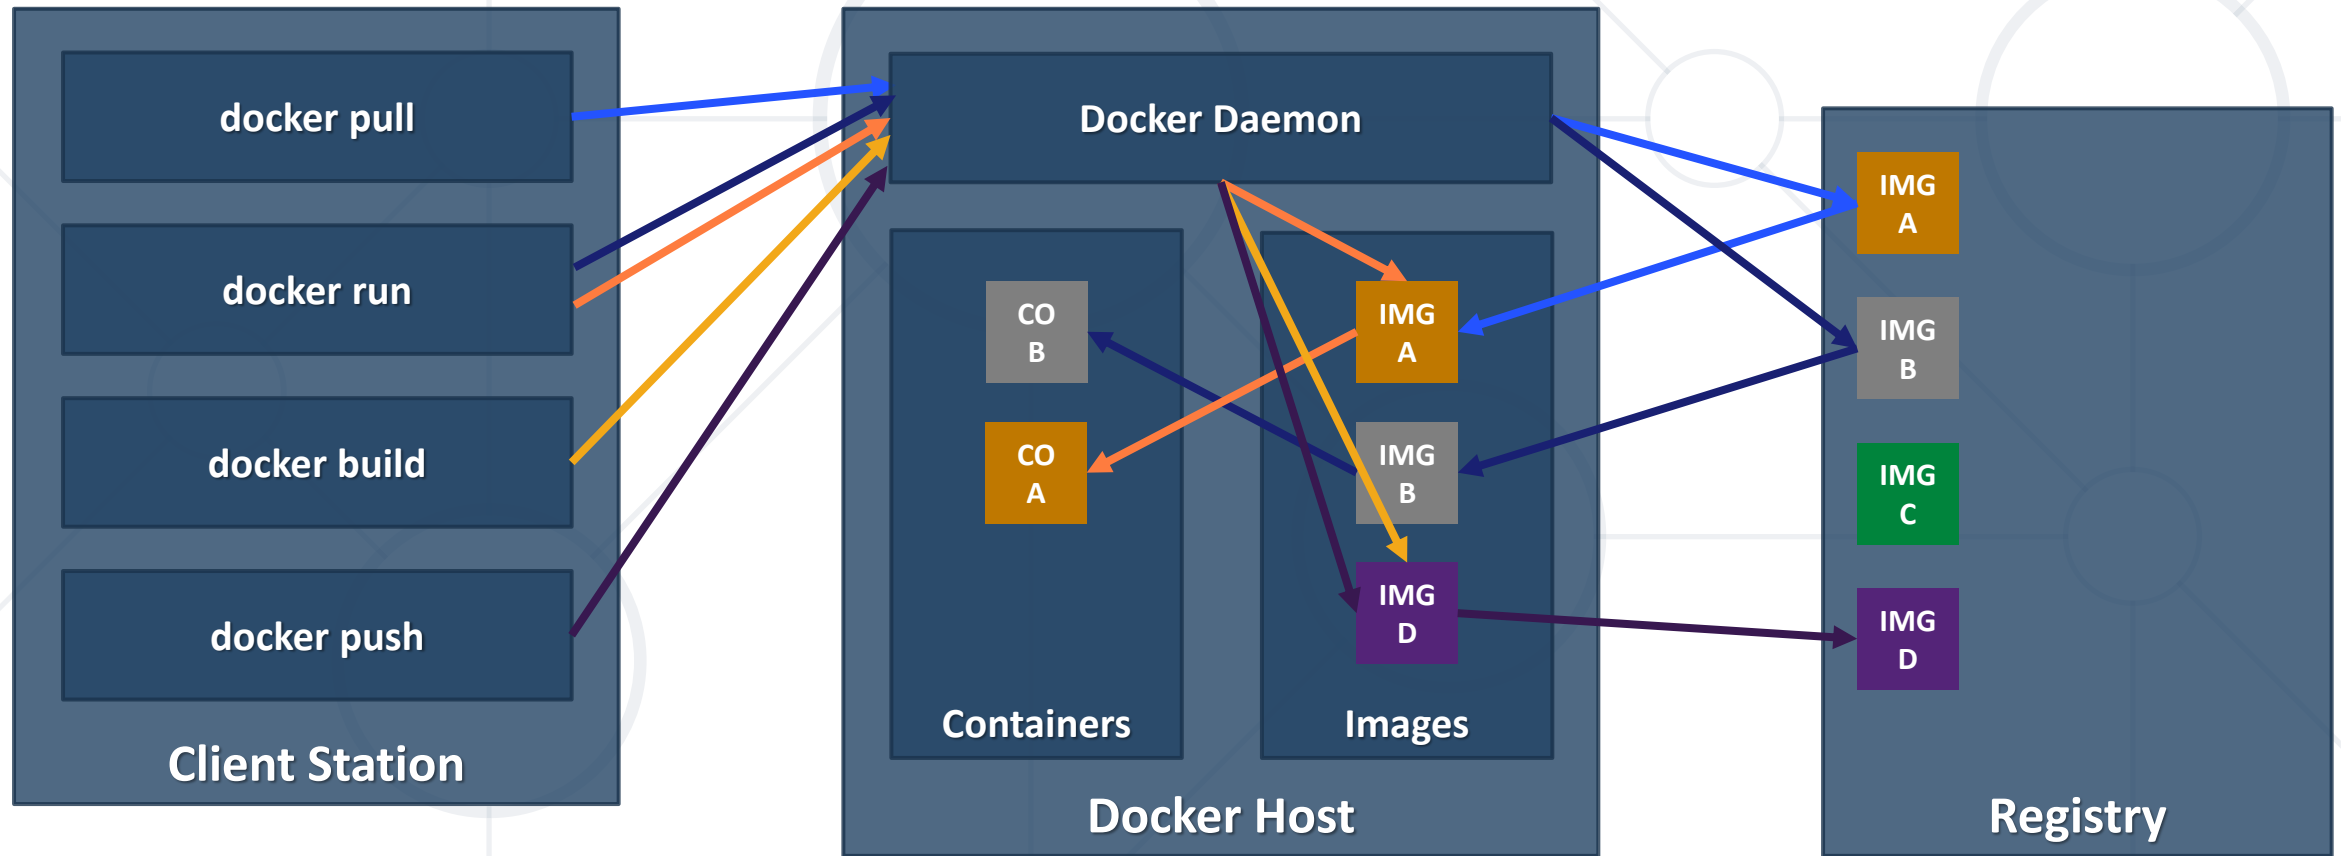 docker pull
docker run
docker build
docker push
Client Station
Docker Daemon
CO
B
CO
A
Containers
IMG
A
IMG
B
IMG
D
Images
Docker Host
IMG
A
IMG
B
IMG
C
IMG
D
Registry